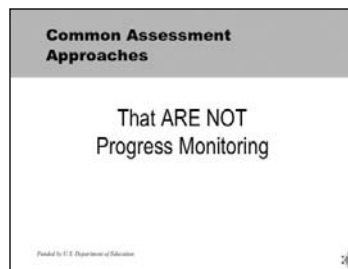 Common Assessment
Approaches
That ARE NOT
Progress Monitoring
Funded by U.S. Department of Education